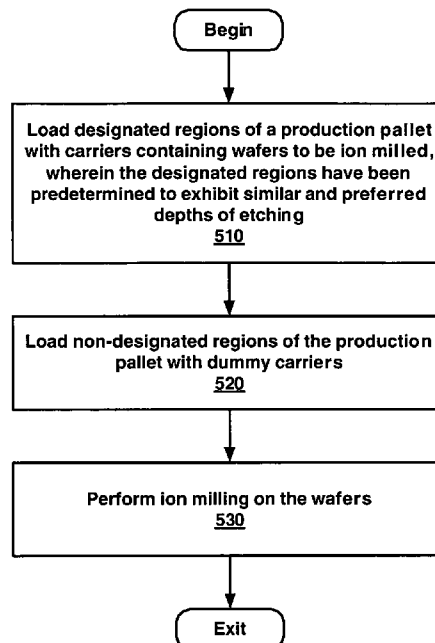 Begin
Load designated regions of a production pallet
with carriers containing wafers to be ion milled,
wherein the designated regions have been
predetermined to exhibit similar and preferred
depths of etching
510
Load non-designated regions of the production
pallet with dummy carriers
520
Perform ion milling on the wafers
530
Exit